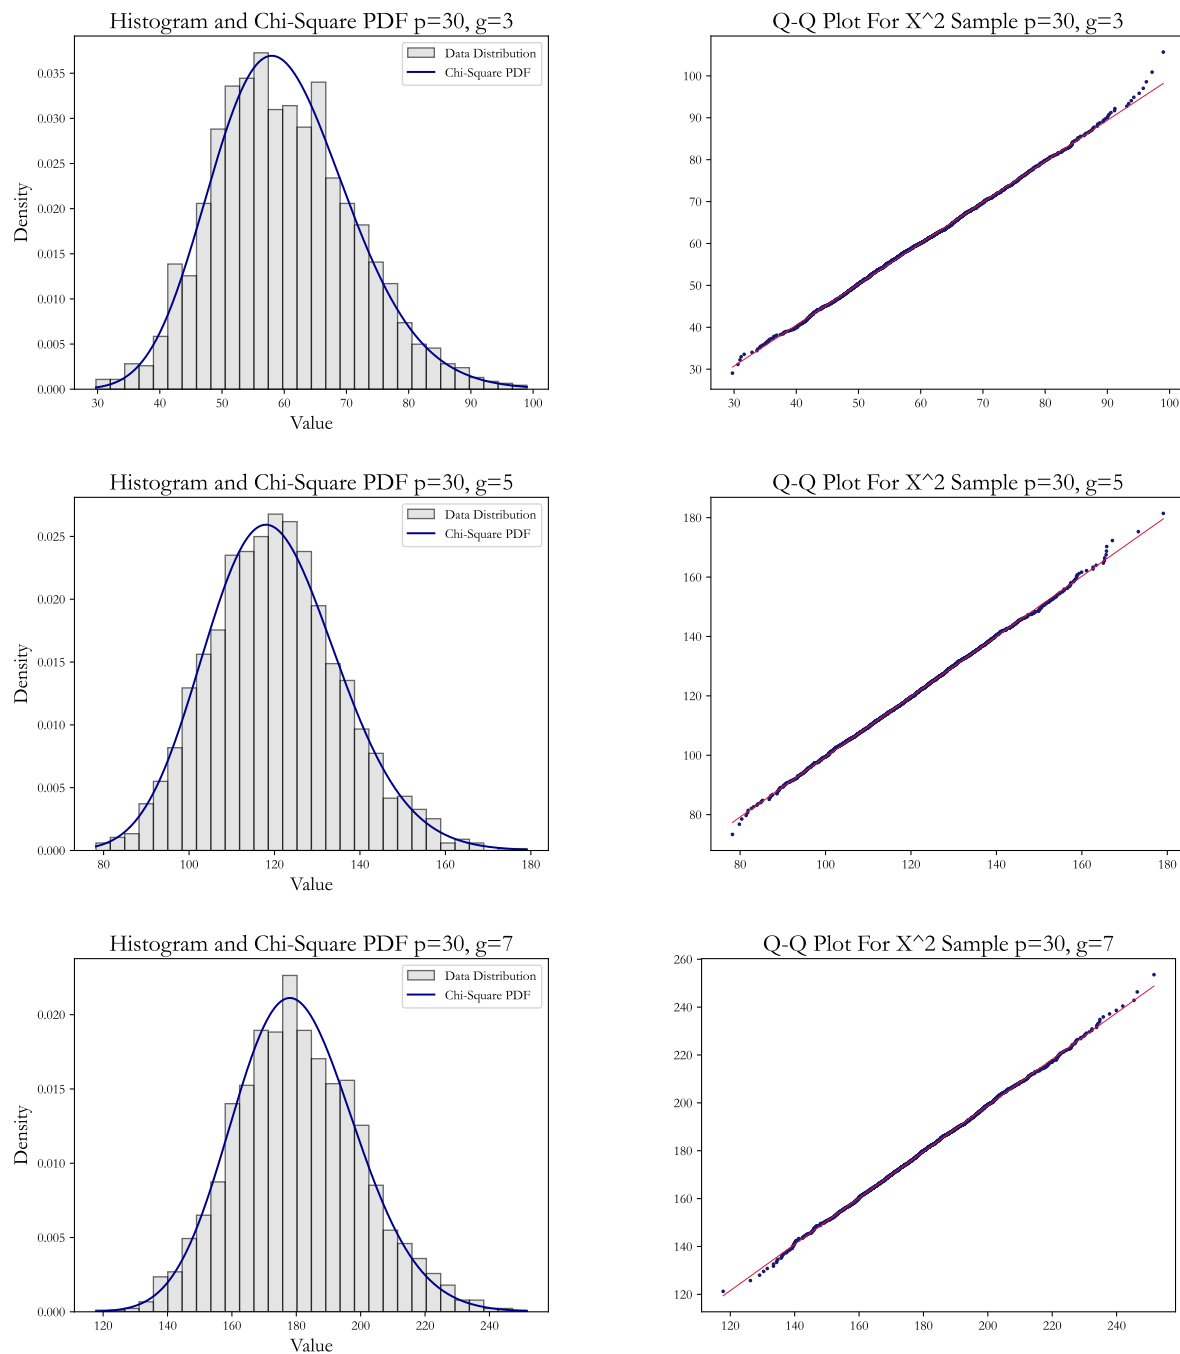 Histogram and Chi-Square PDF p=30, g=3
Data Distribution
Chi-Square PDF
0.035
0.030
0.025
0.020
0.015
0.010
0.005
0.000
Density
30 40 50 60 70 80 90 100
Value
Q-Q Plot For X^2 Sample p=30, g=3
100
90
80
70
60
50
40
30
30 40 50 60 70 80 90 100
Histogram and Chi-Square PDF p=30, g=5
Data Distribution
Chi-Square PDF
0.025
0.020
0.015
0.010
0.005
0.000
Density
80 100 120 140 160 180
Value
Q-Q Plot For X^2 Sample p=30, g=5
180
160
140
120
100
80
80 100 120 140 160 180
Histogram and Chi-Square PDF p=30, g=7
Data Distribution
Chi-Square PDF
0.020
0.015
0.010
0.005
0.000
Density
120 140 160 180 200 220 240
Value
Q-Q Plot For X^2 Sample p=30, g=7
260
240
220
200
180
160
140
120
120 140 160 180 200 220 240